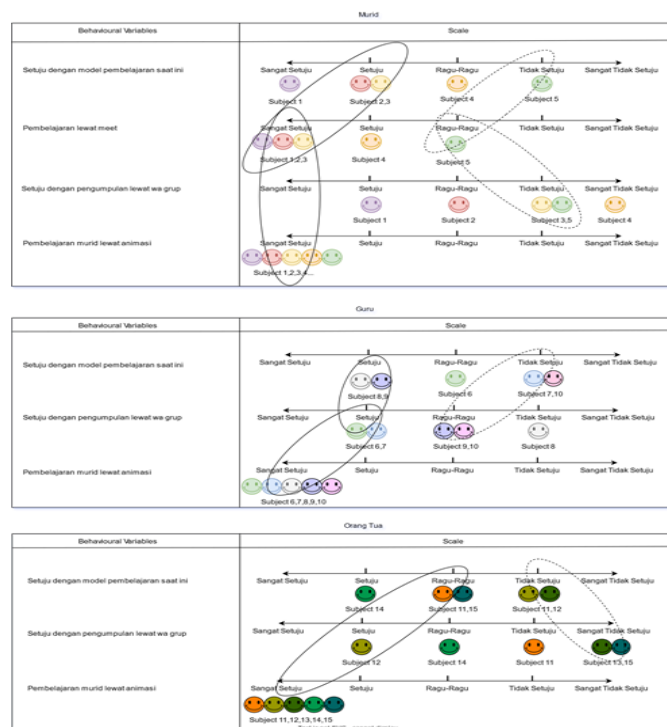 Murid
Behavioural Variables Scale
Setuju dengan model pembelajaran saat ini
Sangat Setuju Setuju Ragu-Ragu Tidak Setuju Sangat Tidak Setuju
Subject 1 Subject 2,3 Subject 4 Subject 5
Pembelajaran lewat meet
Sangat Setuju Setuju Ragu-Ragu Tidak Setuju Sangat Tidak Setuju
Subject 1,2,3 Subject 4 Subject 5
Setuju dengan pengumpulan lewat wa grup
Sangat Setuju Setuju Ragu-Ragu Tidak Setuju Sangat Tidak Setuju
Subject 1 Subject 2 Subject 3,5 Subject 4
Pembelajaran murid lewat animasi
Sangat Setuju Setuju Ragu-Ragu Tidak Setuju Sangat Tidak Setuju
Subject 1,2,3,4...
Guru
Behavioural Variables Scale
Setuju dengan model pembelajaran saat ini
Sangat Setuju Setuju Ragu-Ragu Tidak Setuju Sangat Tidak Setuju
Subject 8,9 Subject 6 Subject 7,10
Setuju dengan pengumpulan lewat wa grup
Sangat Setuju Setuju Ragu-Ragu Tidak Setuju Sangat Tidak Setuju
Subject 6,7 Subject 9,10 Subject 8
Pembelajaran murid lewat animasi
Sangat Setuju Setuju Ragu-Ragu Tidak Setuju Sangat Tidak Setuju
Subject 6,7,8,9,10
Orang Tua
Behavioural Variables Scale
Setuju dengan model pembelajaran saat ini
Sangat Setuju Setuju Ragu-Ragu Tidak Setuju Sangat Tidak Setuju
Subject 14 Subject 11,15 Subject 11,12
Setuju dengan pengumpulan lewat wa grup
Sangat Setuju Setuju Ragu-Ragu Tidak Setuju Sangat Tidak Setuju
Subject 12 Subject 14 Subject 11 Subject 13,15
Pembelajaran murid lewat animasi
Sangat Setuju Setuju Ragu-Ragu Tidak Setuju Sangat Tidak Setuju
Subject 11,12,13,14,15